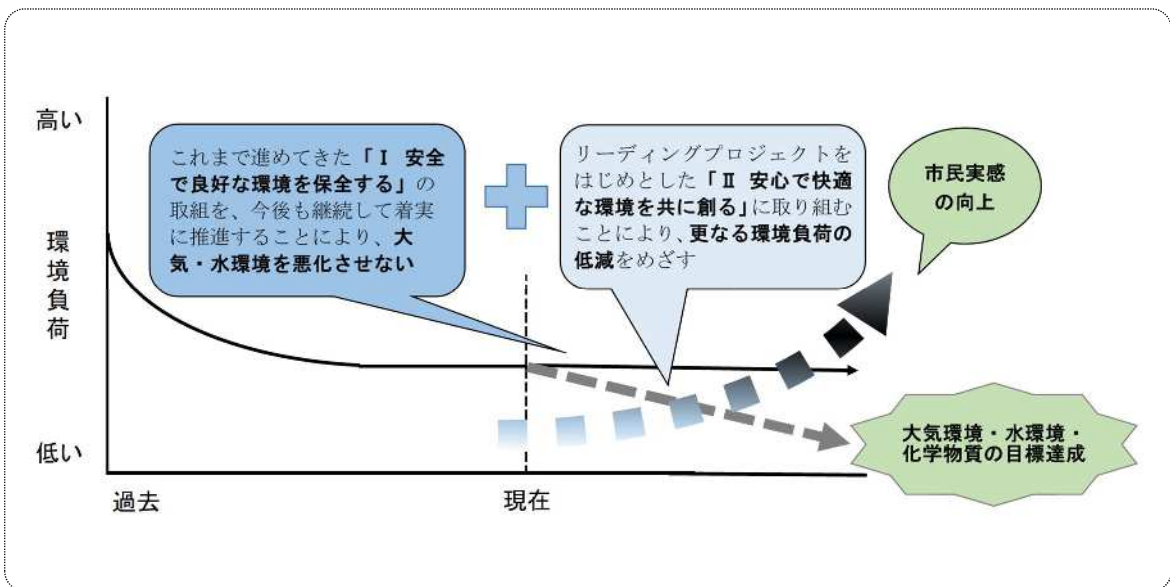 高い
環境負荷
低い
過去
現在
これまで進めてきた「Ⅰ 安全
で良好な環境を保全する」の
取組を、今後も継続して着実
に推進することにより、大
気・水環境を悪化させない
リーディングプロジェクトを
はじめとした「Ⅱ 安心で快適
な環境を共に創る」に取り組む
ことにより、更なる環境負荷の
低減をめざす
市民実感
の向上
大気環境・水環境・
化学物質の目標達成